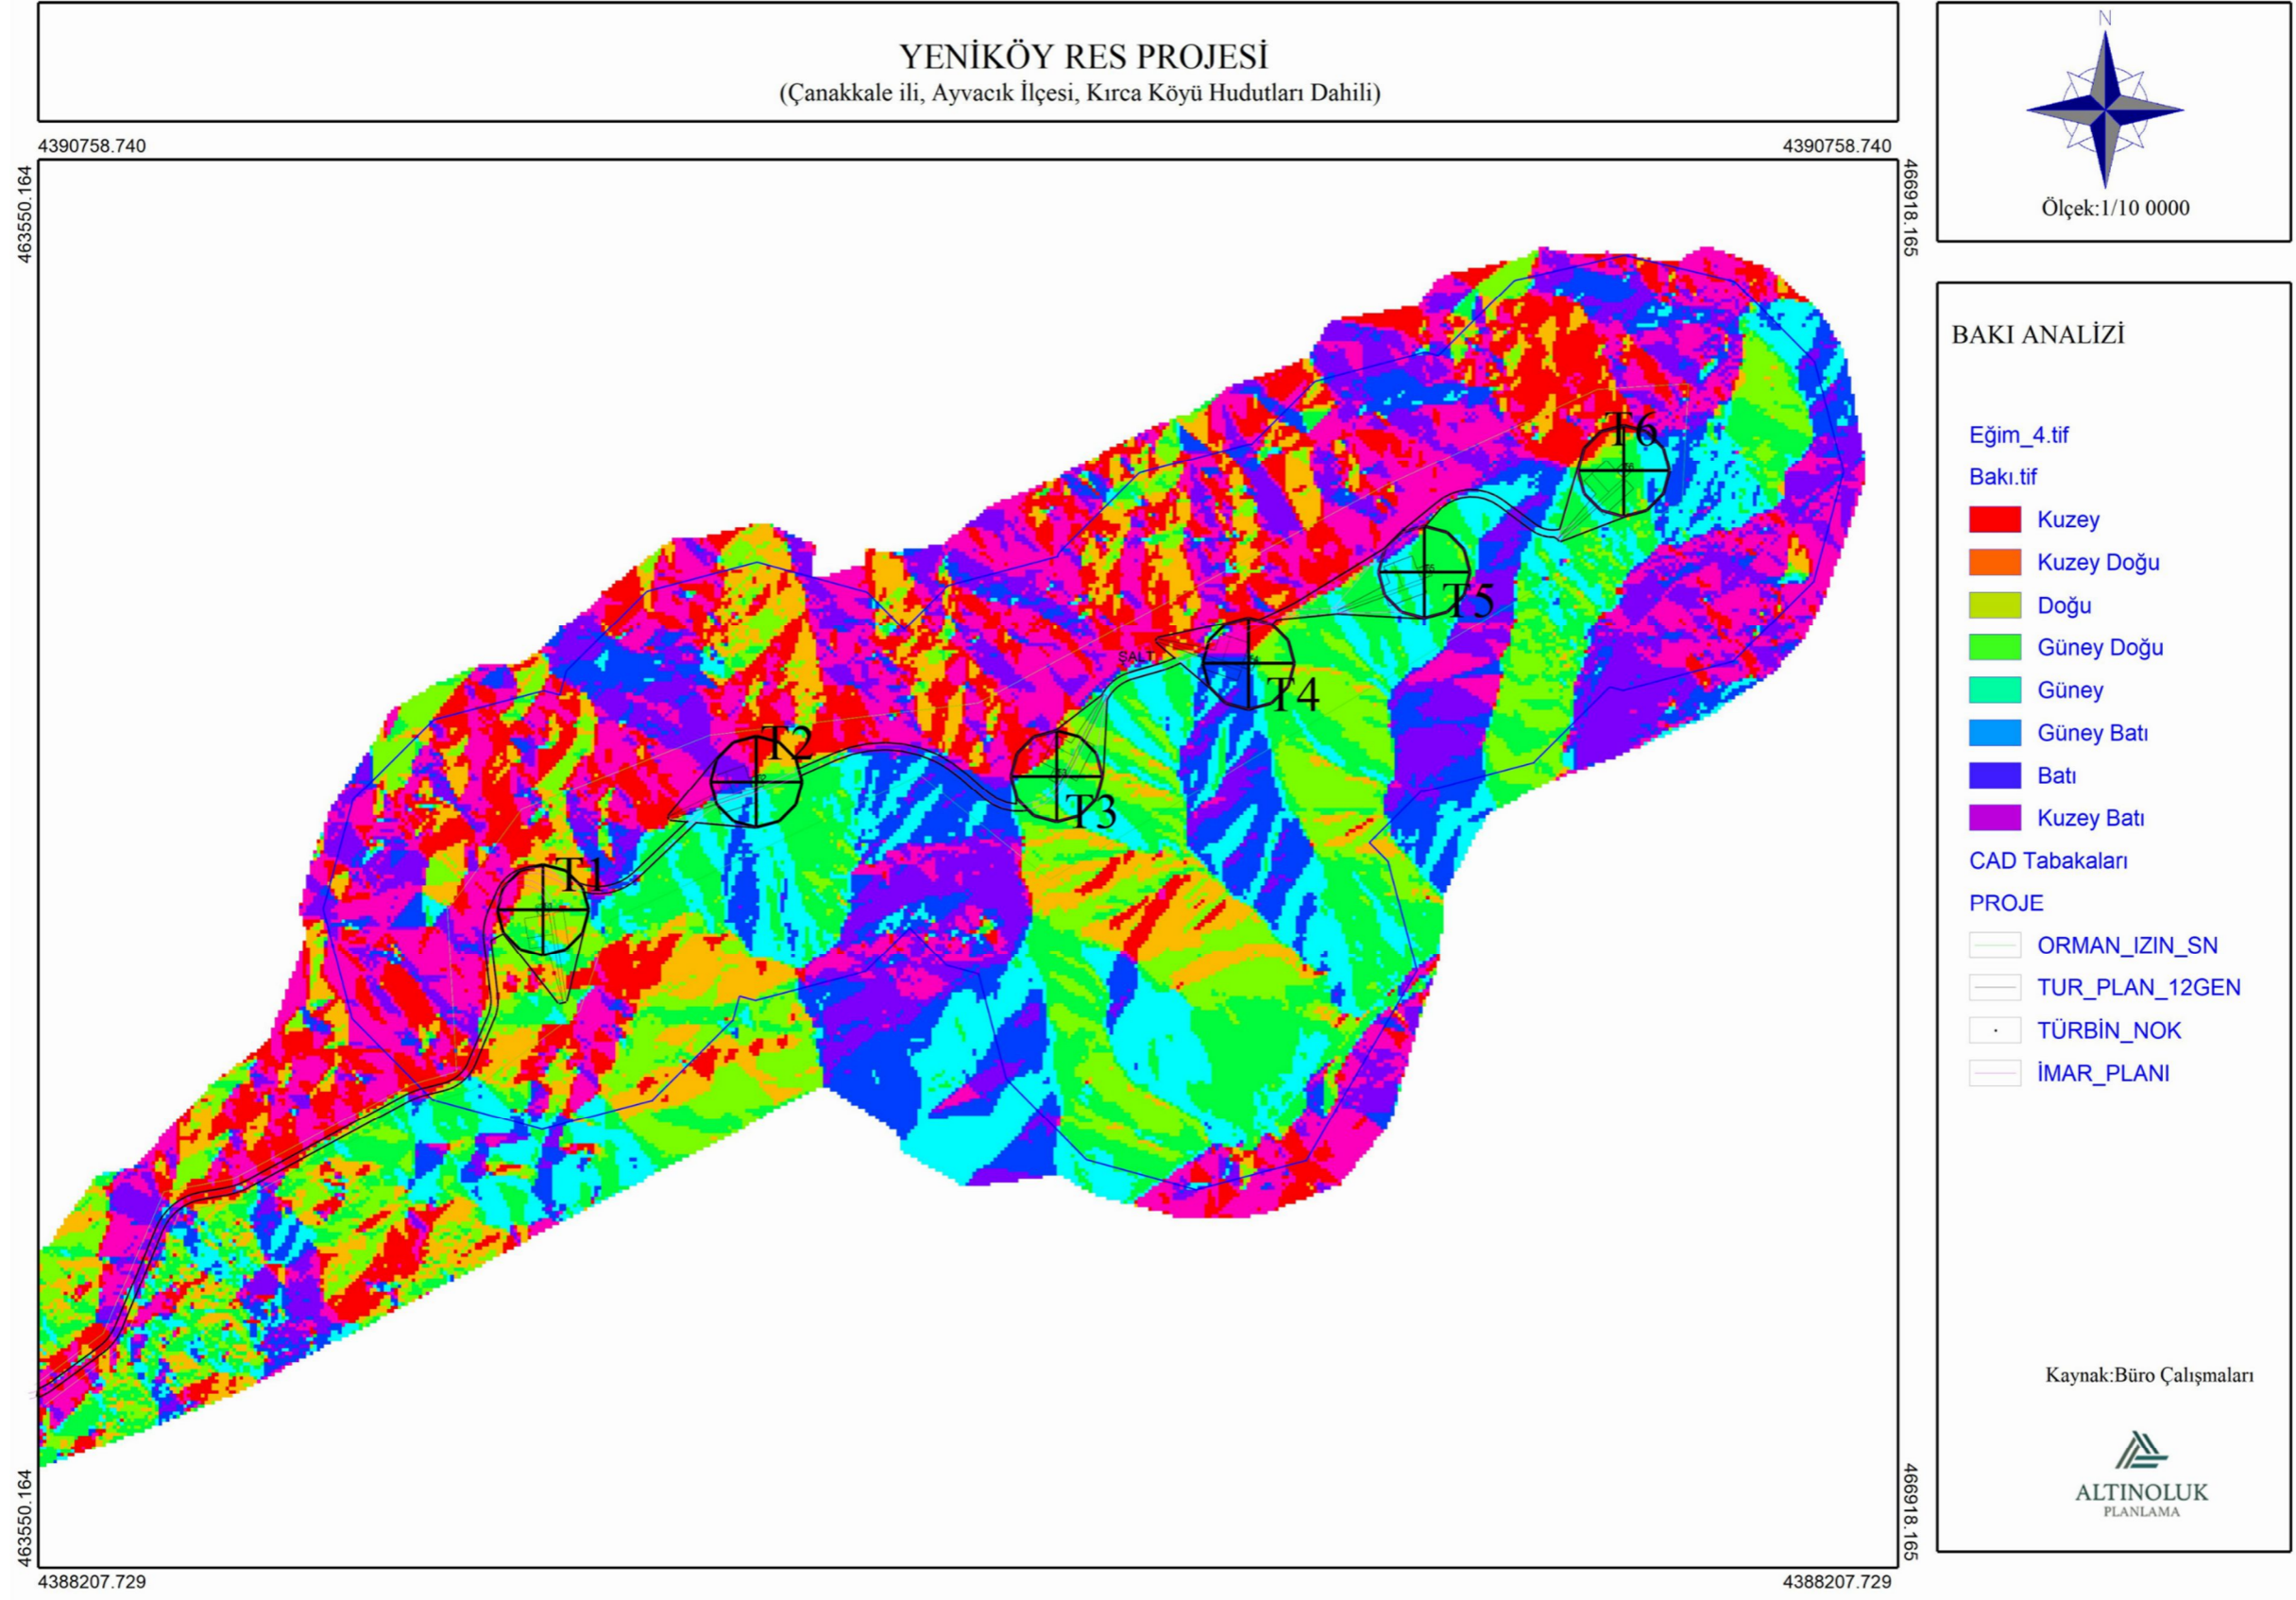 YENİKÖY RES PROJESİ
(Çanakkale ili, Ayvacık İlçesi, Kırca Köyü Hudutları Dahili)
N
Ölçek:1/10 0000
4390758.740
4390758.740
463550.164
466918.165
T6
T5
SALT
T4
T2
T3
T1
BAKI ANALİZİ
Eğim_4.tif
Bakı.tif
Kuzey
Kuzey Doğu
Doğu
Güney Doğu
Güney
Güney Batı
Batı
Kuzey Batı
CAD Tabakaları
PROJE
ORMAN_IZIN_SN
TUR_PLAN_12GEN
TÜRBİN_NOK
İMAR_PLANI
Kaynak:Büro Çalışmaları
ALTINOLUK
PLANLAMA
463550.164
466918.165
4388207.729
4388207.729